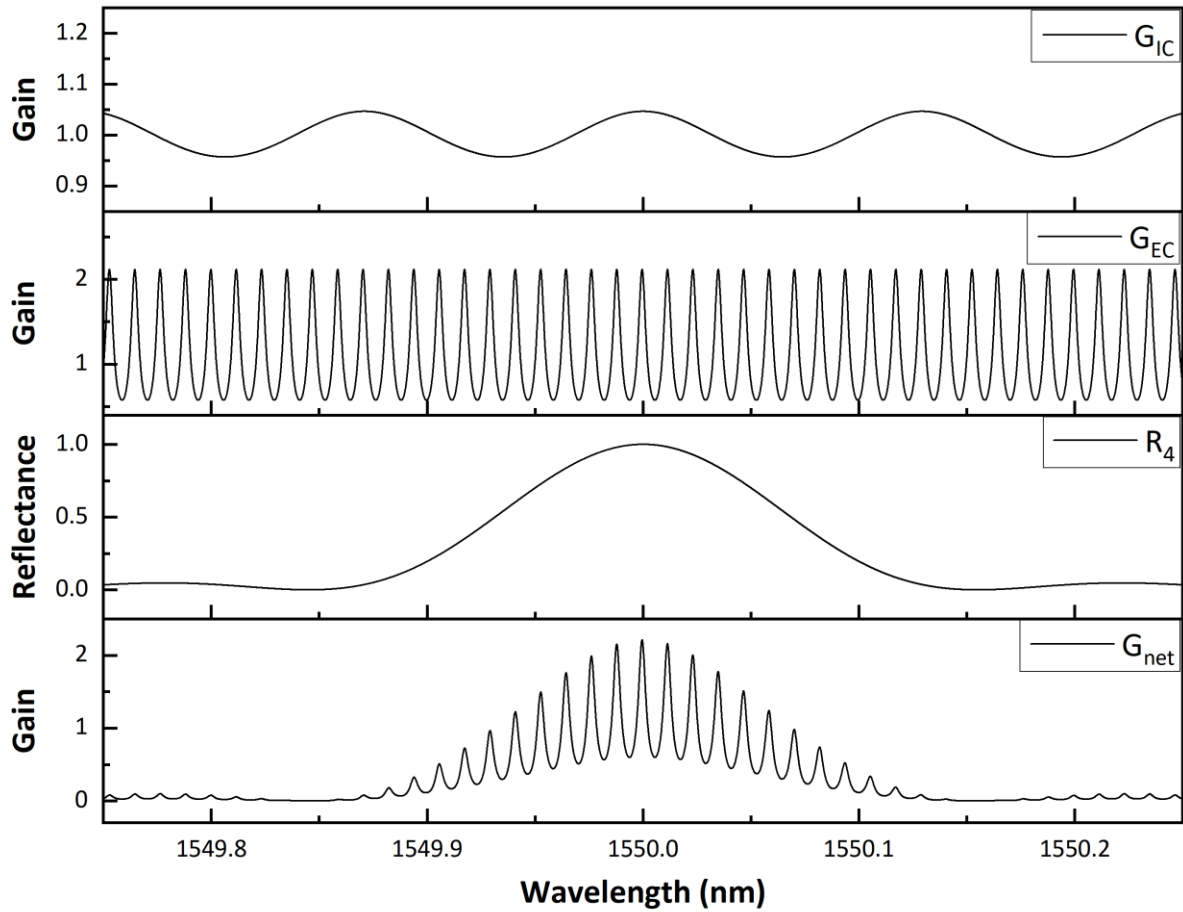 Gain
1.2
1.1
1.0
0.9
G_IC
Gain
2
1
G_EC
Reflectance
1.0
0.5
0.0
R_4
Gain
2
1
0
G_net
1549.8 1549.9 1550.0 1550.1 1550.2
Wavelength (nm)